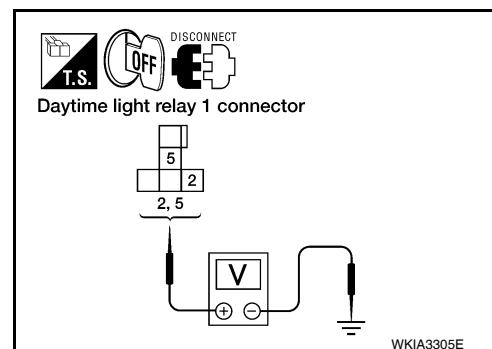 DISCONNECT
T.S.
OFF
Daytime light relay 1 connector
5
2
2, 5
V
+ −
WKIA3305E